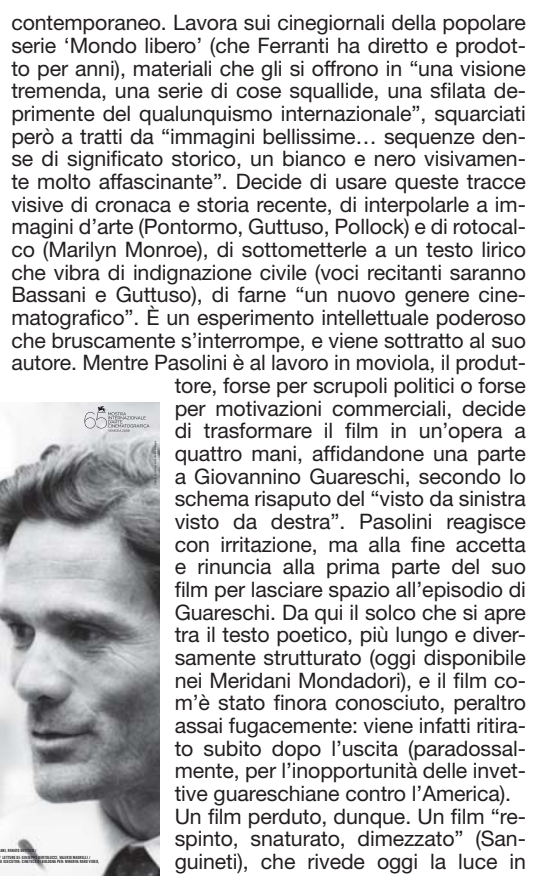 contemporaneo. Lavora sui cinegiornali della popolare
serie ‘Mondo libero’ (che Ferranti ha diretto e prodot-
to per anni), materiali che gli si offrono in “una visione
tremenda, una serie di cose squallide, una sfilata de-
primente del qualunquismo internazionale”, squarciati
però a tratti da “immagini bellissime… sequenze den-
se di significato storico, un bianco e nero visivamen-
te molto affascinante”. Decide di usare queste tracce
visive di cronaca e storia recente, di interpolarle a im-
magini d’arte (Pontormo, Guttuso, Pollock) e di rotocal-
co (Marilyn Monroe), di sottometterle a un testo lirico
che vibra di indignazione civile (voci recitanti saranno
Bassani e Guttuso), di farne “un nuovo genere cine-
matografico”. È un esperimento intellettuale poderoso
che bruscamente s’interrompe, e viene sottratto al suo
autore. Mentre Pasolini è al lavoro in moviola, il produt-
tore, forse per scrupoli politici o forse
per motivazioni commerciali, decide
di trasformare il film in un’opera a
quattro mani, affidandone una parte
a Giovannino Guareschi, secondo lo
schema risaputo del “visto da sinistra
visto da destra”. Pasolini reagisce
con irritazione, ma alla fine accetta
e rinuncia alla prima parte del suo
film per lasciare spazio all’episodio di
Guareschi. Da qui il solco che si apre
tra il testo poetico, più lungo e diver-
samente strutturato (oggi disponibile
nei Meridani Mondadori), e il film co-
m’è stato finora conosciuto, peraltro
assai fugacemente: viene infatti ritira-
to subito dopo l’uscita (paradossal-
mente, per l’inopportunità delle invet-
tive guareschiane contro l’America).
Un film perduto, dunque. Un film “re-
spinto, snaturato, dimezzato” (San-
guineti), che rivede oggi la luce in
65
MOSTRA
INTERNAZIONALE
D’ARTE
CINEMATOGRAFICA